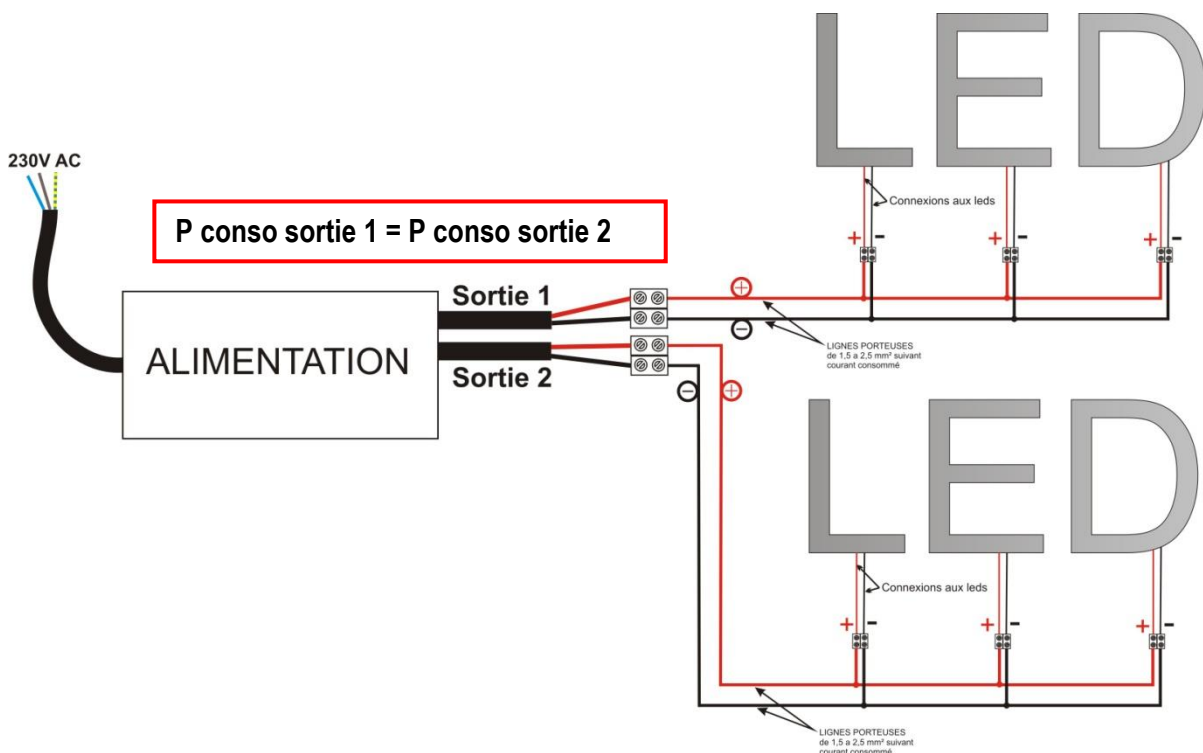 LED
230V AC
Connexions aux leds
P conso sortie 1 = P conso sortie 2
+ -
+ -
+ -
Sortie 1
+
-
LIGNES PORTEUSES
de 1,5 a 2,5 mm² suivant
courant consommé
ALIMENTATION
Sortie 2
- +
LED
Connexions aux leds
+ -
+ -
+ -
LIGNES PORTEUSES
de 1,5 a 2,5 mm² suivant
courant consommé